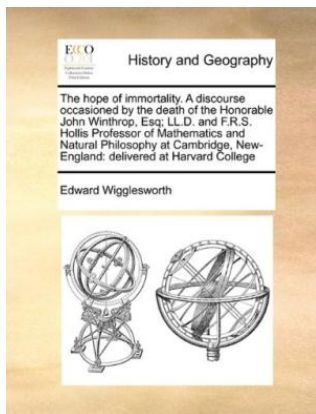 ECCO
History and Geography
The hope of immortality. A discourse
occasioned by the death of the Honorable
John Winthrop, Esq; LL.D. and F.R.S.
Hollis Professor of Mathematics and
Natural Philosophy at Cambridge, New-
England: delivered at Harvard College
Edward Wigglesworth